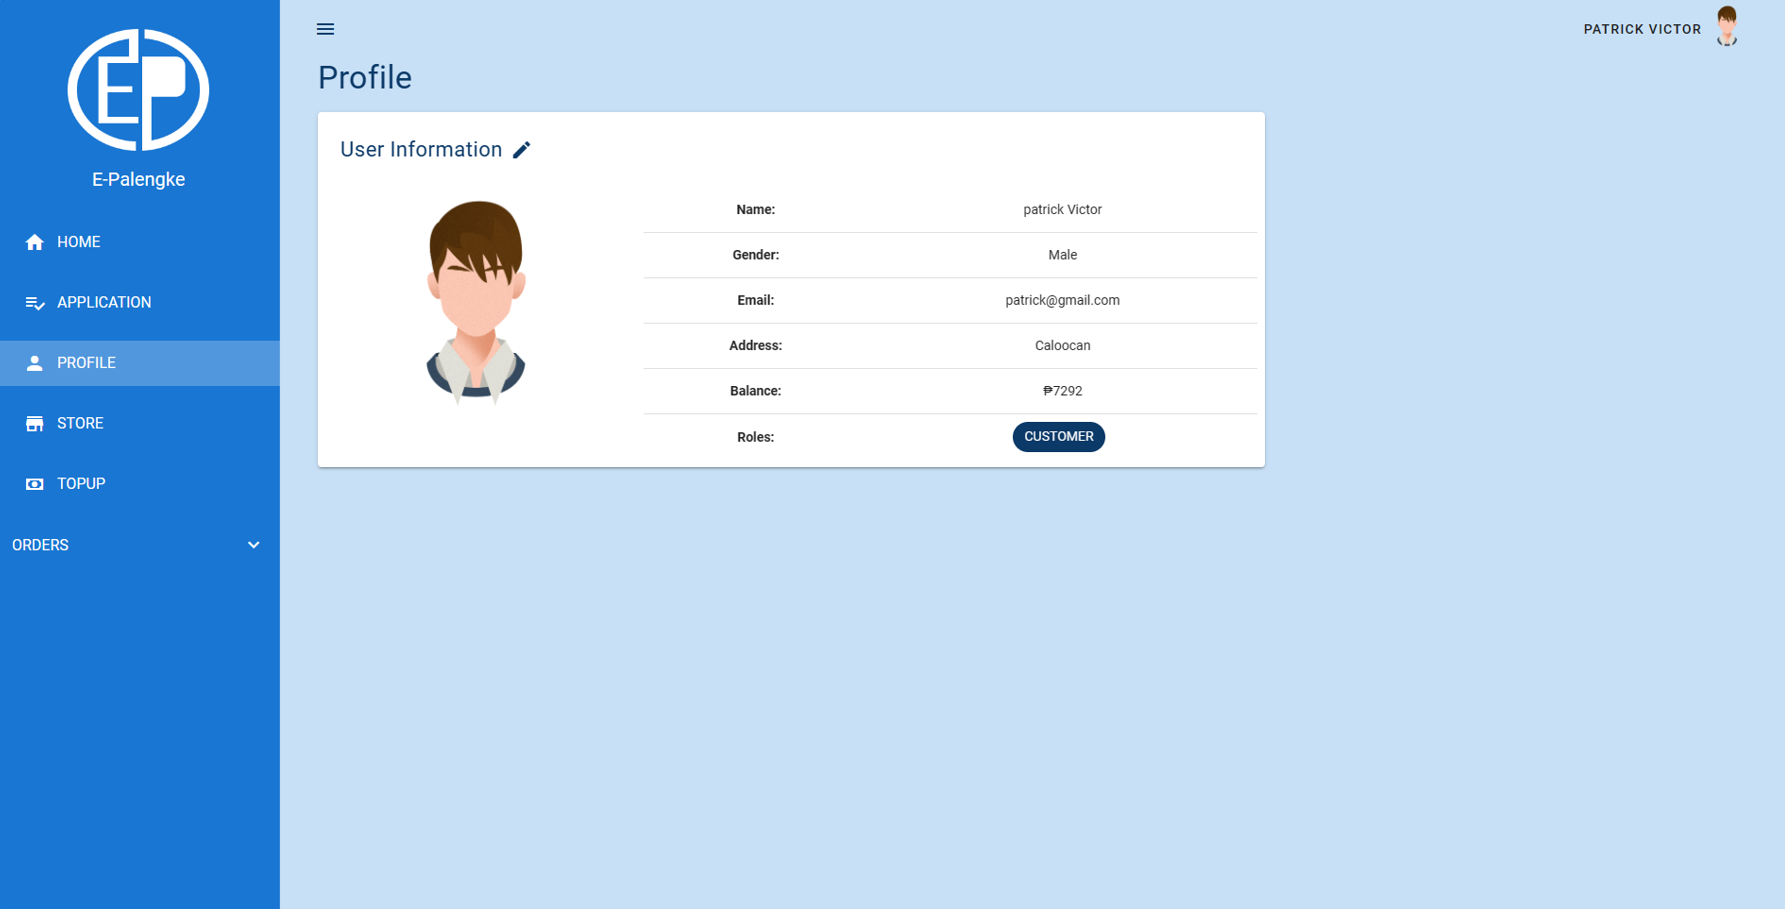 EP
E-Palengke
HOME
APPLICATION
PROFILE
STORE
TOPUP
ORDERS
PATRICK VICTOR
Profile
User Information
Name: patrick Victor
Gender: Male
Email: patrick@gmail.com
Address: Caloocan
Balance: ₱7292
Roles: CUSTOMER